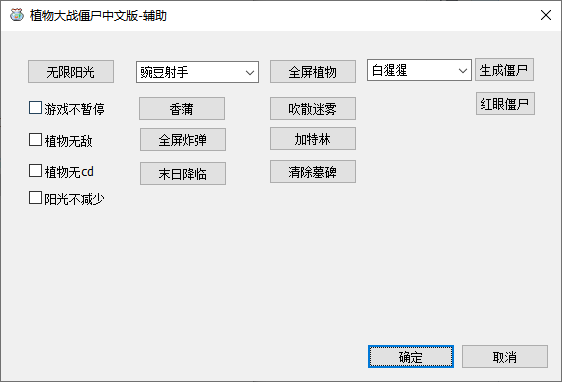 植物大战僵尸中文版-辅助
无限阳光 豌豆射手 全屏植物 白猩猩 生成僵尸
游戏不暂停 香蒲 吹散迷雾 红眼僵尸
植物无敌 全屏炸弹 加特林
植物无cd 末日降临 清除墓碑
阳光不减少
确定 取消